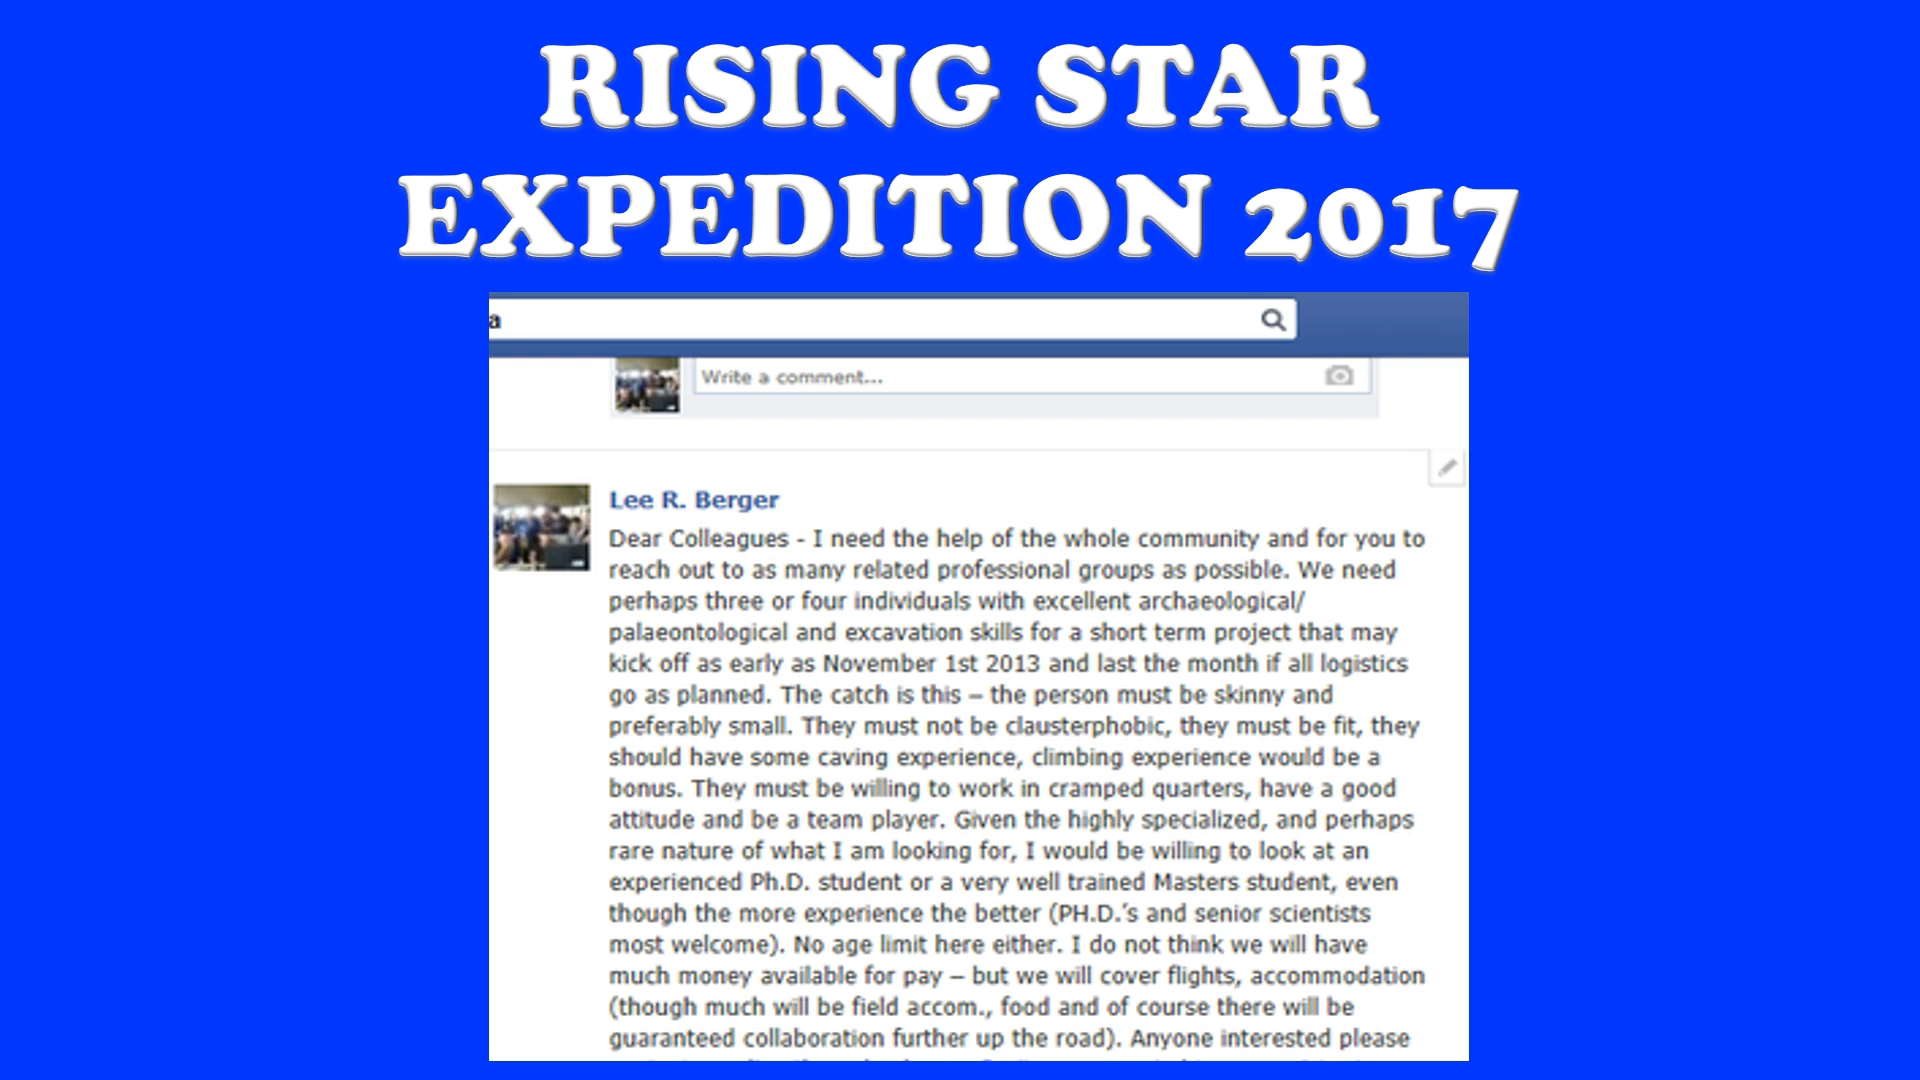 RISING STAR
EXPEDITION 2017
a
Write a comment...
Lee R. Berger
Dear Colleagues - I need the help of the whole community and for you to
reach out to as many related professional groups as possible. We need
perhaps three or four individuals with excellent archaeological/
palaeontological and excavation skills for a short term project that may
kick off as early as November 1st 2013 and last the month if all logistics
go as planned. The catch is this – the person must be skinny and
preferably small. They must not be clausterphobic, they must be fit, they
should have some caving experience, climbing experience would be a
bonus. They must be willing to work in cramped quarters, have a good
attitude and be a team player. Given the highly specialized, and perhaps
rare nature of what I am looking for, I would be willing to look at an
experienced Ph.D. student or a very well trained Masters student, even
though the more experience the better (PH.D.'s and senior scientists
most welcome). No age limit here either. I do not think we will have
much money available for pay – but we will cover flights, accommodation
(though much will be field accom., food and of course there will be
guaranteed collaboration further up the road). Anyone interested please